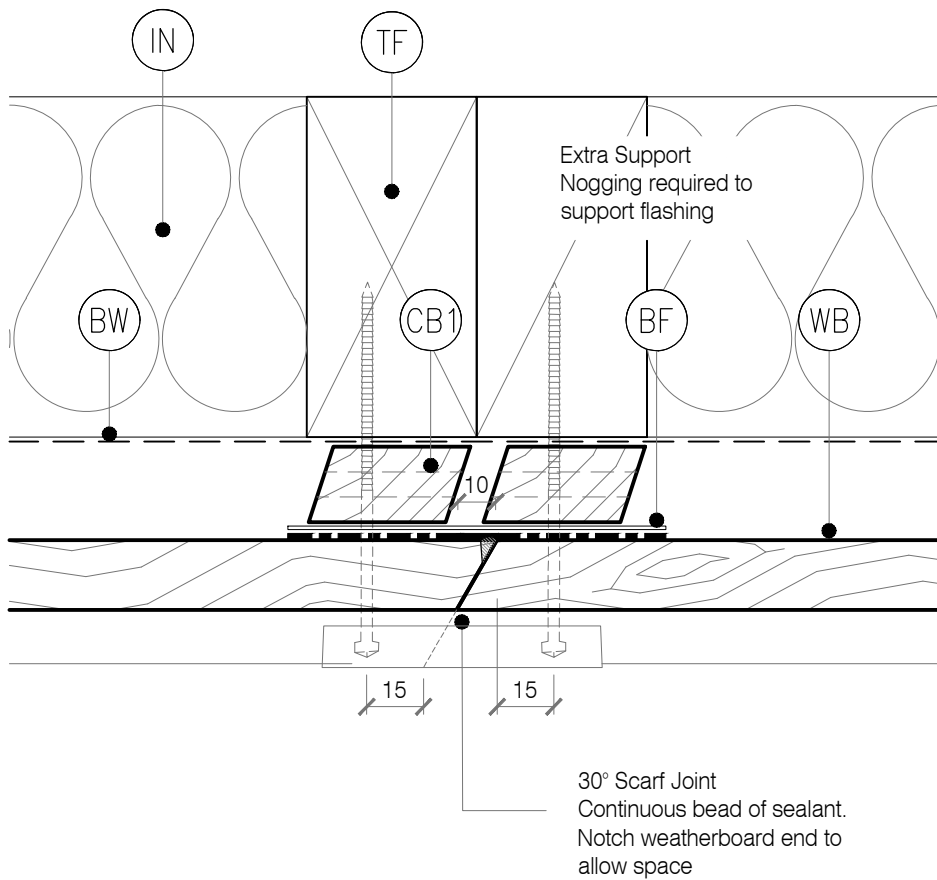 IN
TF
Extra Support
Nogging required to
support flashing
BW
CB1
BF
WB
10
15
15
30° Scarf Joint
Continuous bead of sealant.
Notch weatherboard end to
allow space